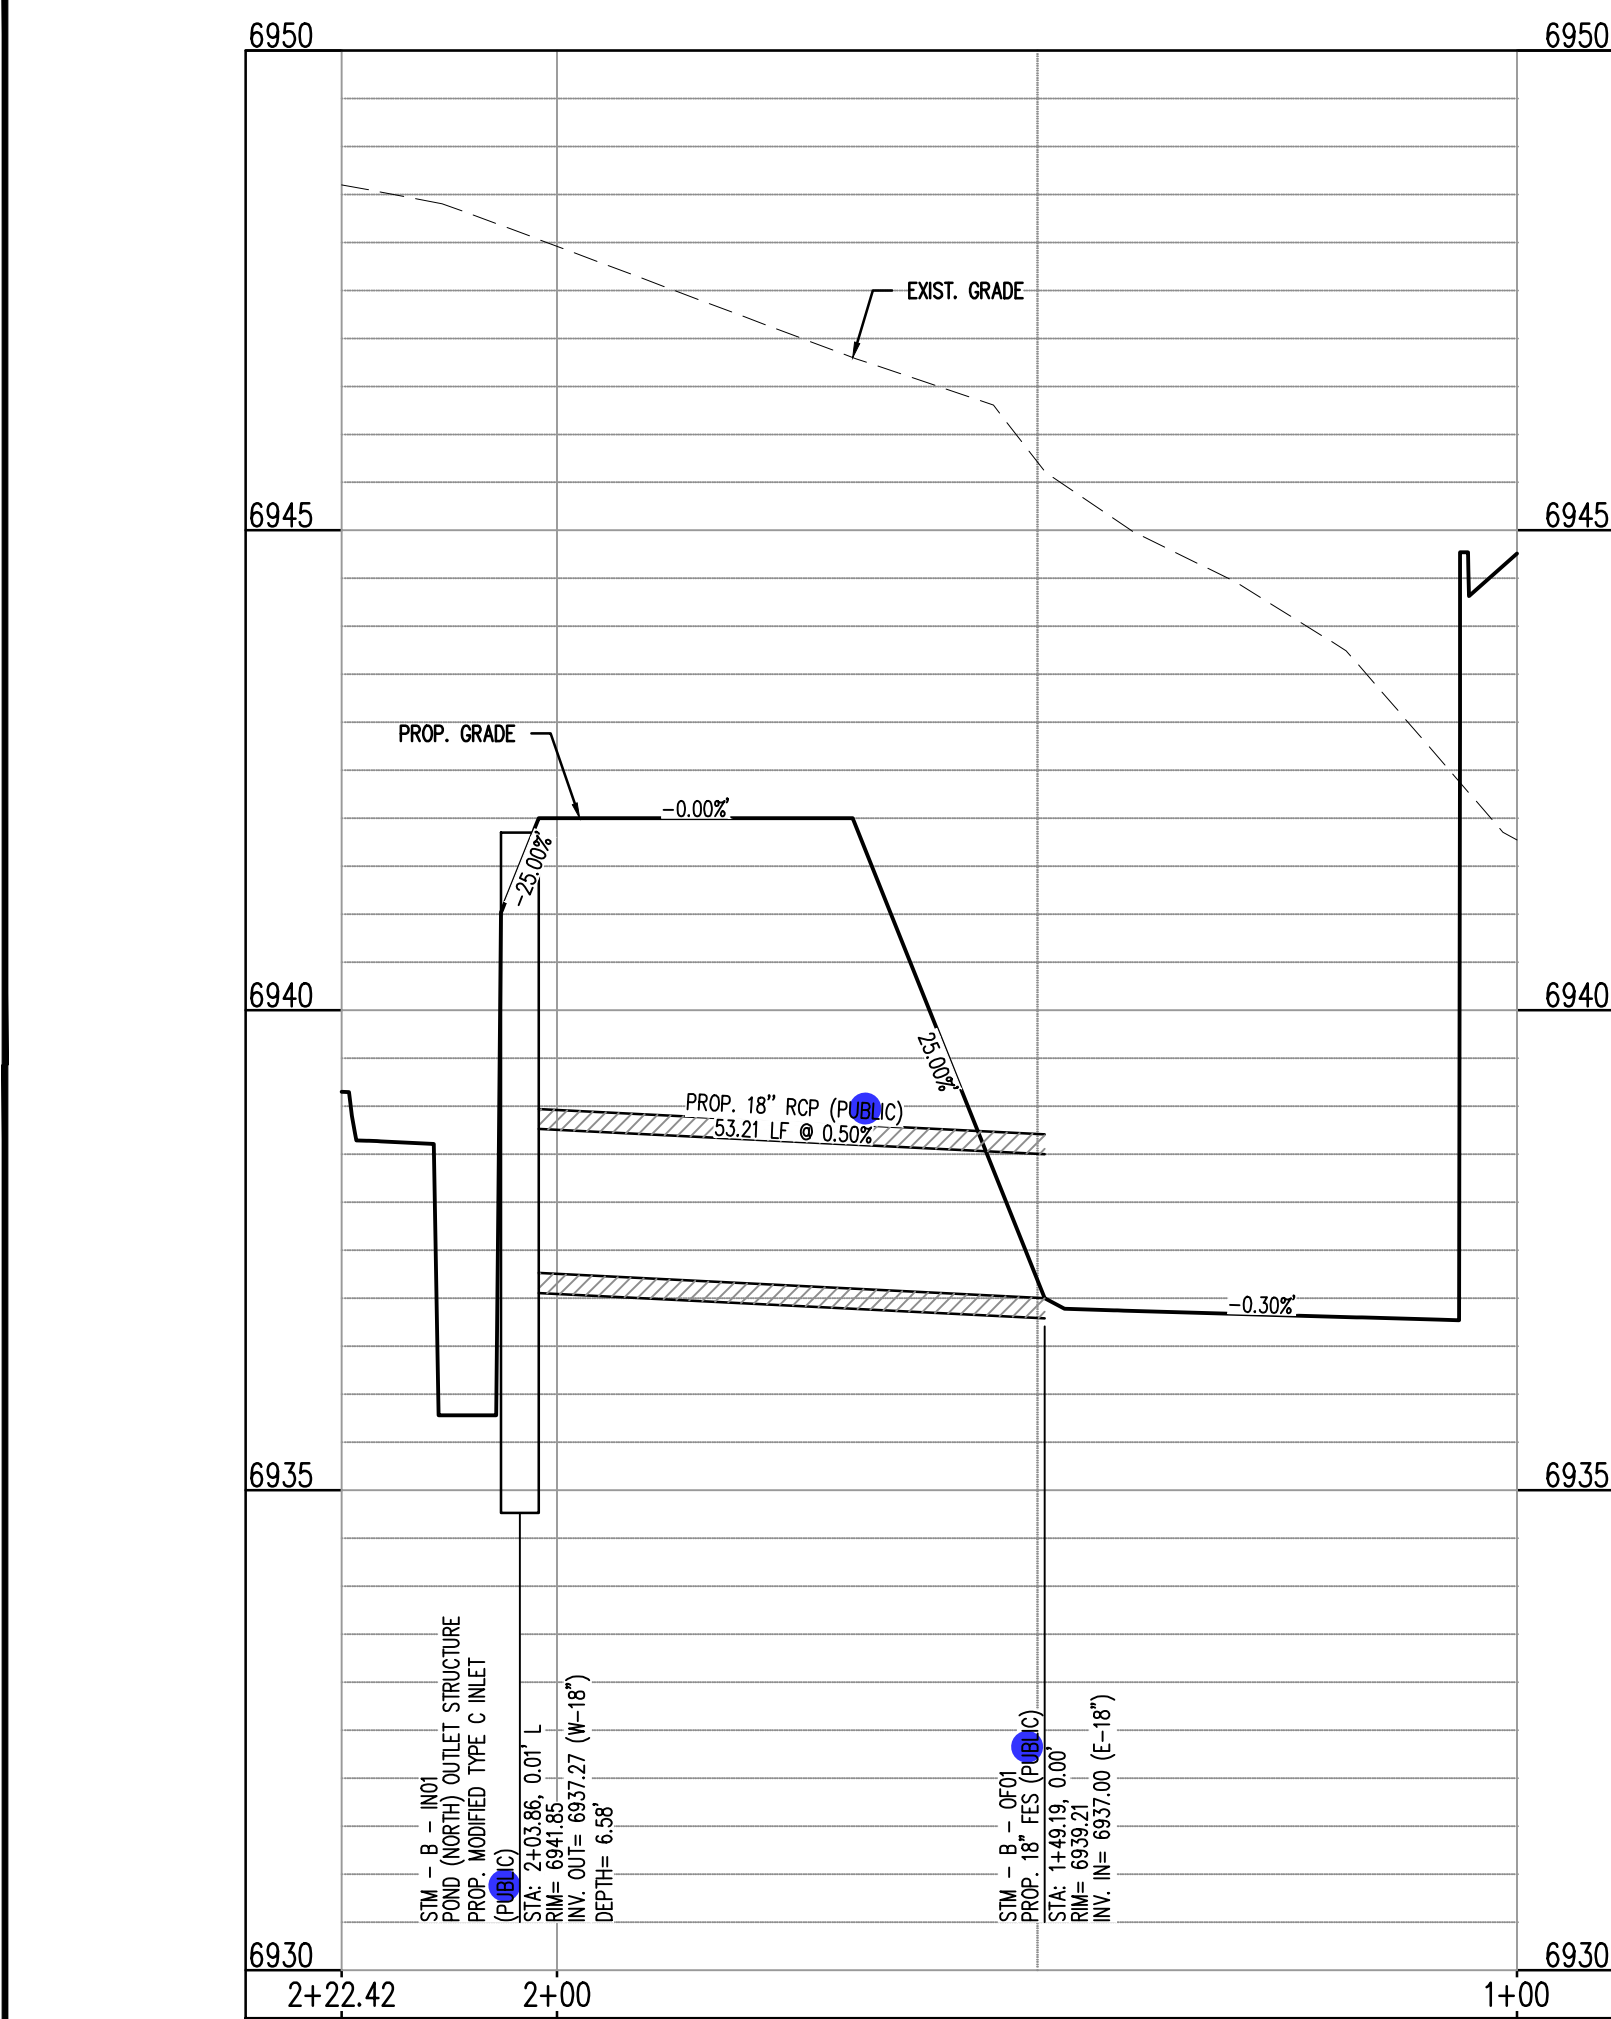 6950
6950
EXIST. GRADE
6945
6945
PROP. GRADE
-0.00%'
-25.00%'
6940
6940
25.00%'
PROP. 18" RCP (PUBLIC)
53.21 LF @ 0.50%
-0.30%'
6935
6935
STM - B - IN01
POND (NORTH) OUTLET STRUCTURE
PROP. MODIFIED TYPE C INLET
(PUBLIC)
STA: 2+03.86, 0.01' L
RIM= 6941.85
INV. OUT= 6937.27 (W-18")
DEPTH= 6.58'
STM - B - OF01
PROP. 18" FES (PUBLIC)
STA: 1+49.19, 0.00'
RIM= 6939.21
INV. IN= 6937.00 (E-18")
6930
6930
2+22.42
2+00
1+00